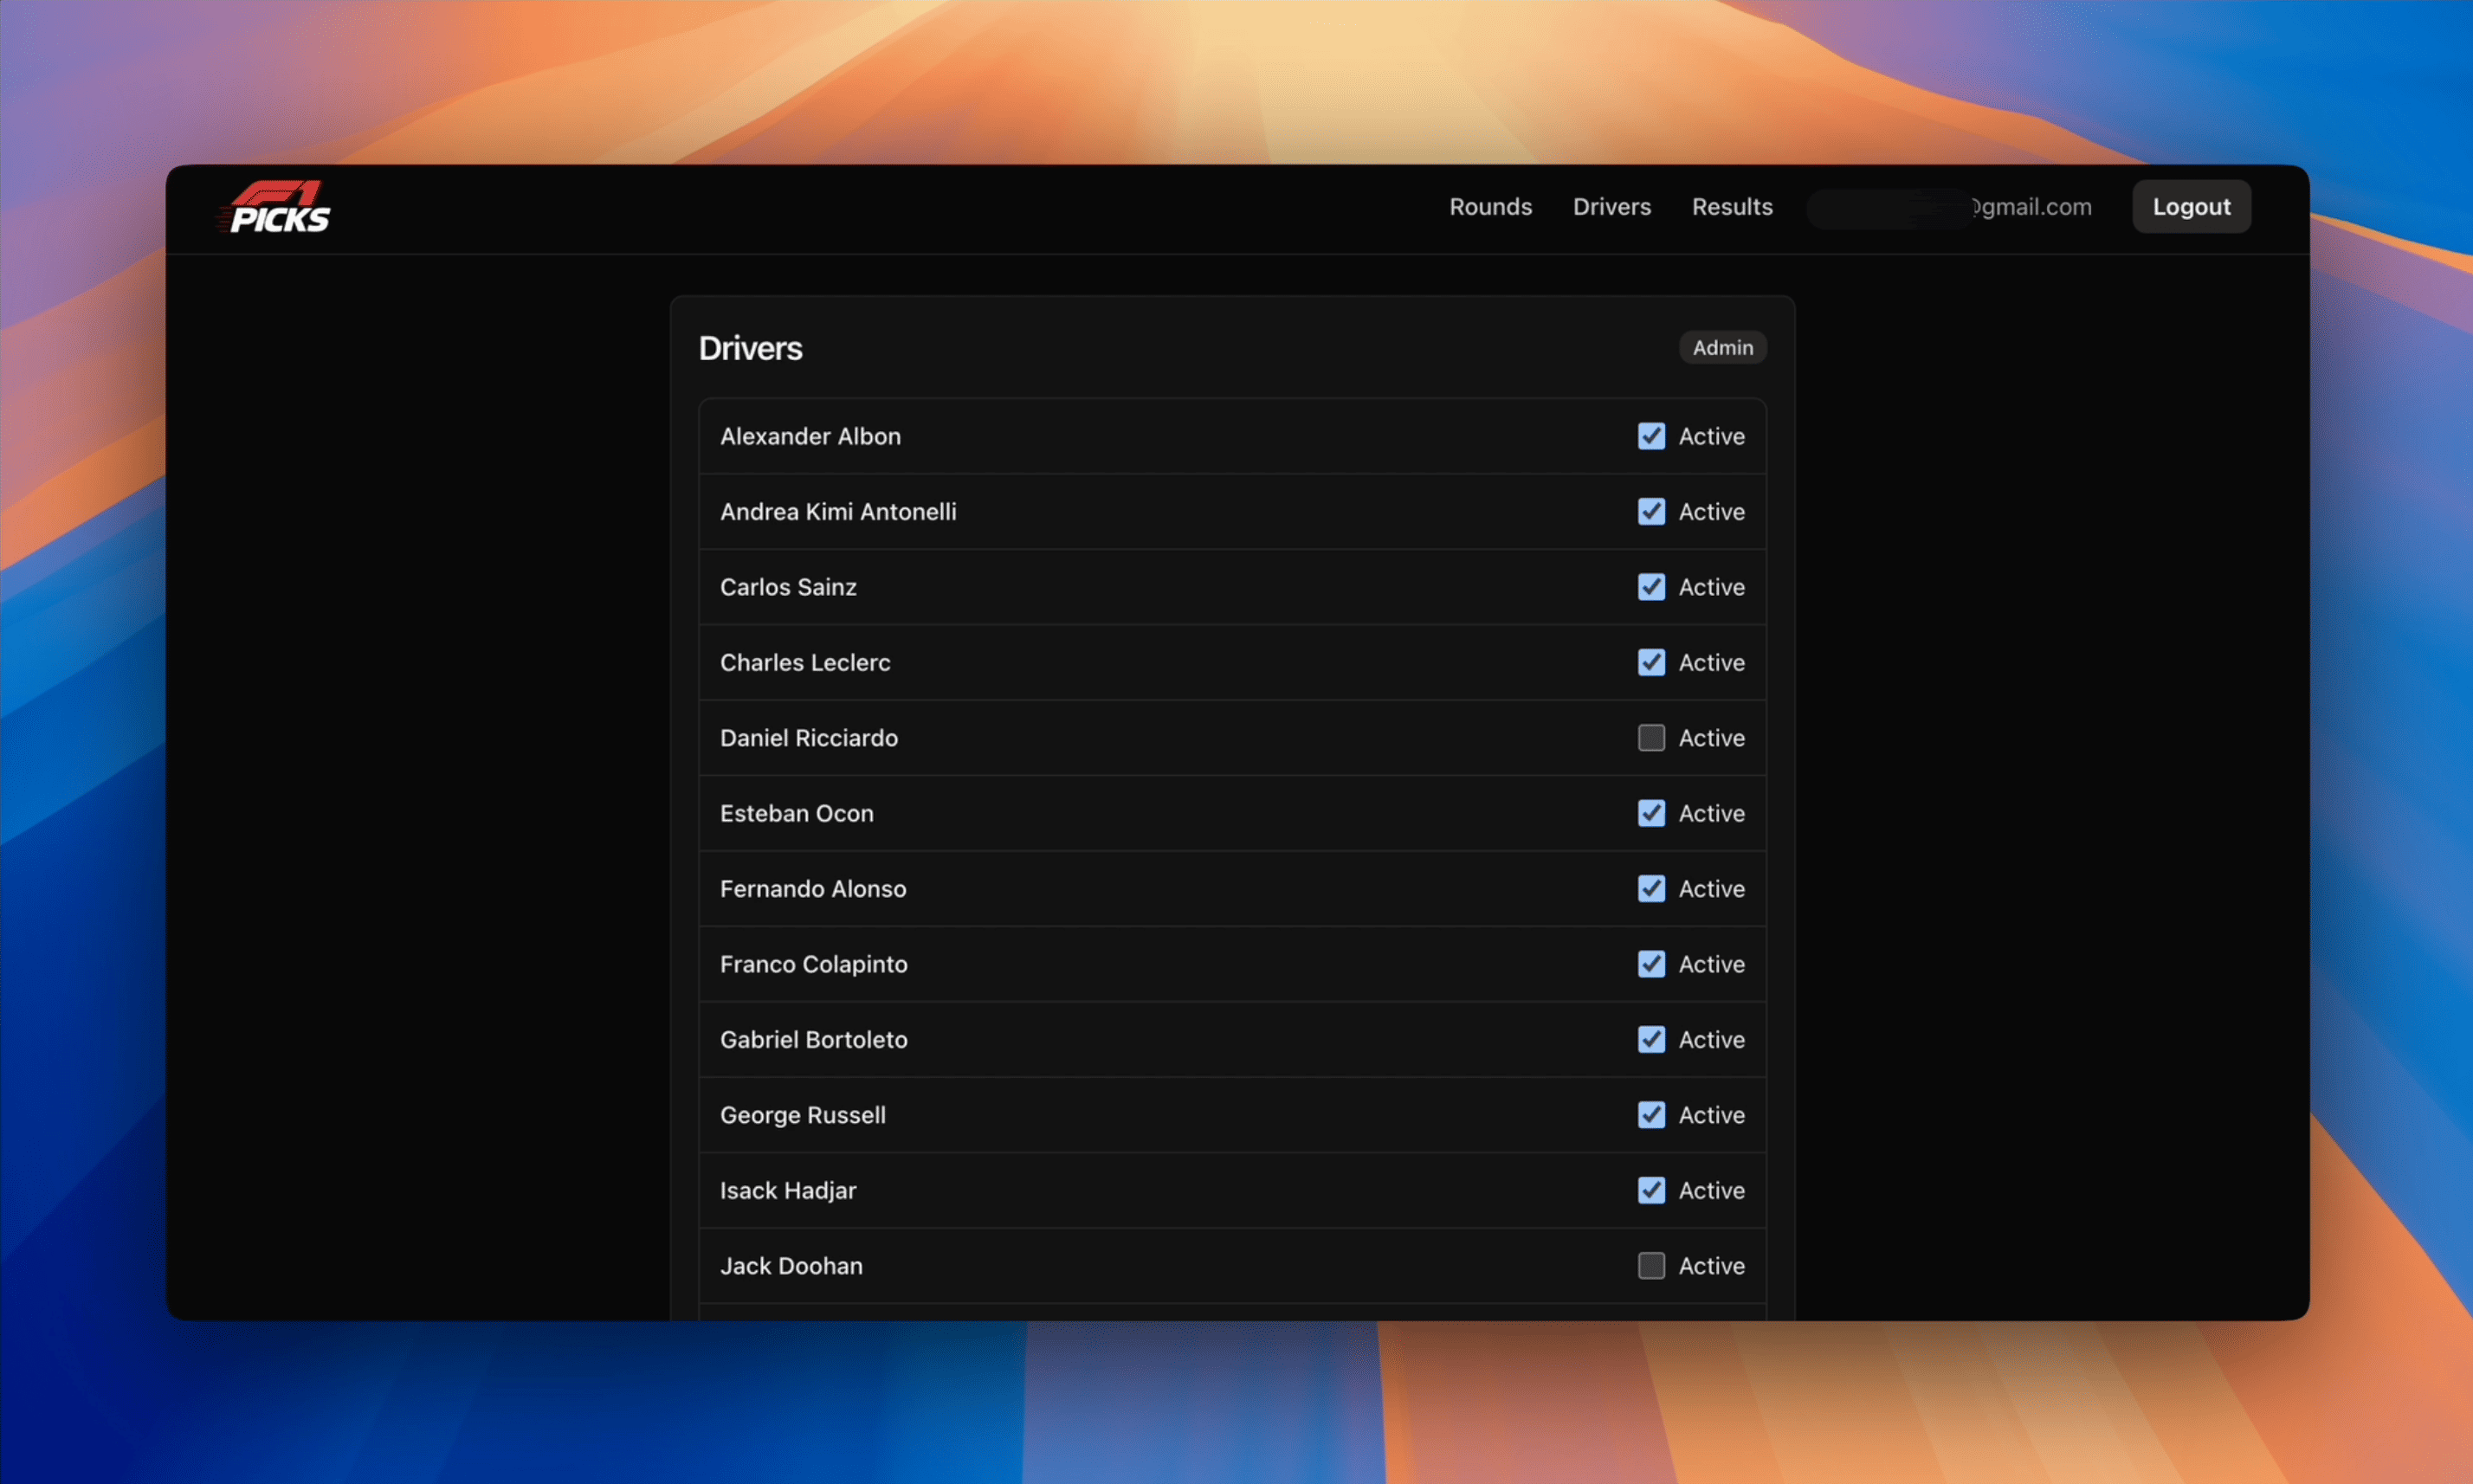 F1
PICKS
Rounds Drivers Results @gmail.com Logout
Drivers Admin
Alexander Albon Active
Andrea Kimi Antonelli Active
Carlos Sainz Active
Charles Leclerc Active
Daniel Ricciardo Active
Esteban Ocon Active
Fernando Alonso Active
Franco Colapinto Active
Gabriel Bortoleto Active
George Russell Active
Isack Hadjar Active
Jack Doohan Active